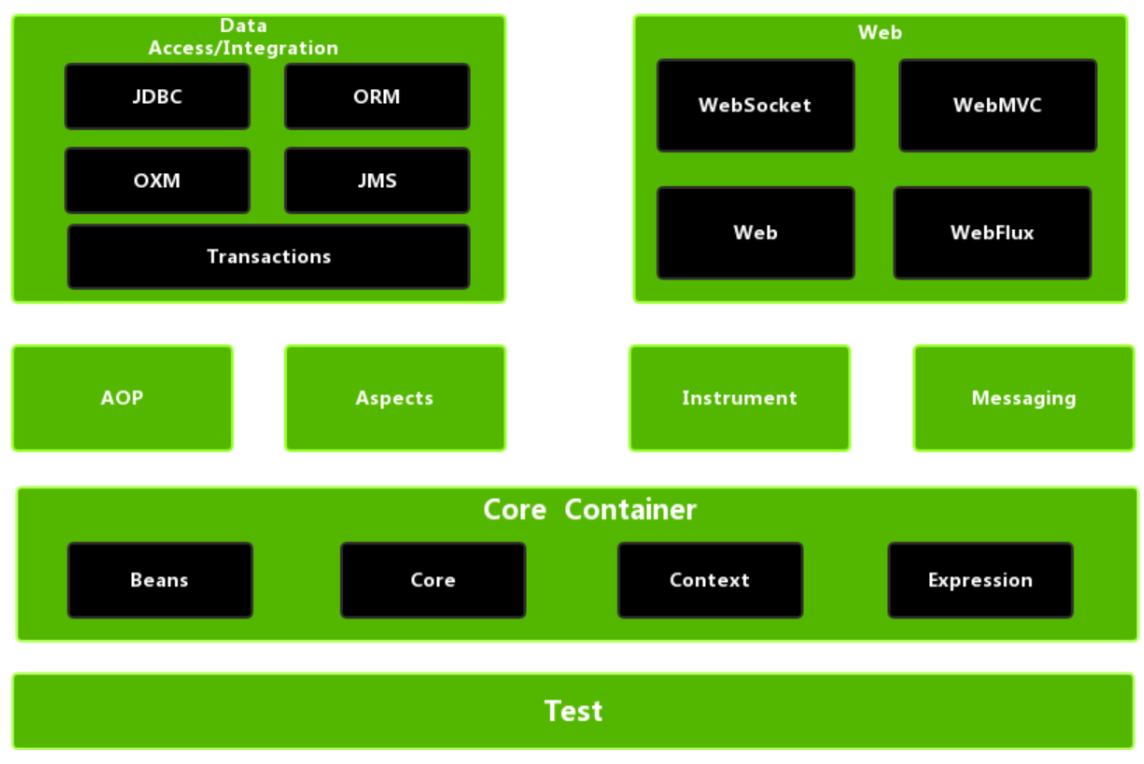 Data
Access/Integration
JDBC
ORM
OXM
JMS
Transactions
Web
WebSocket
WebMVC
Web
WebFlux
AOP
Aspects
Instrument
Messaging
Core Container
Beans
Core
Context
Expression
Test